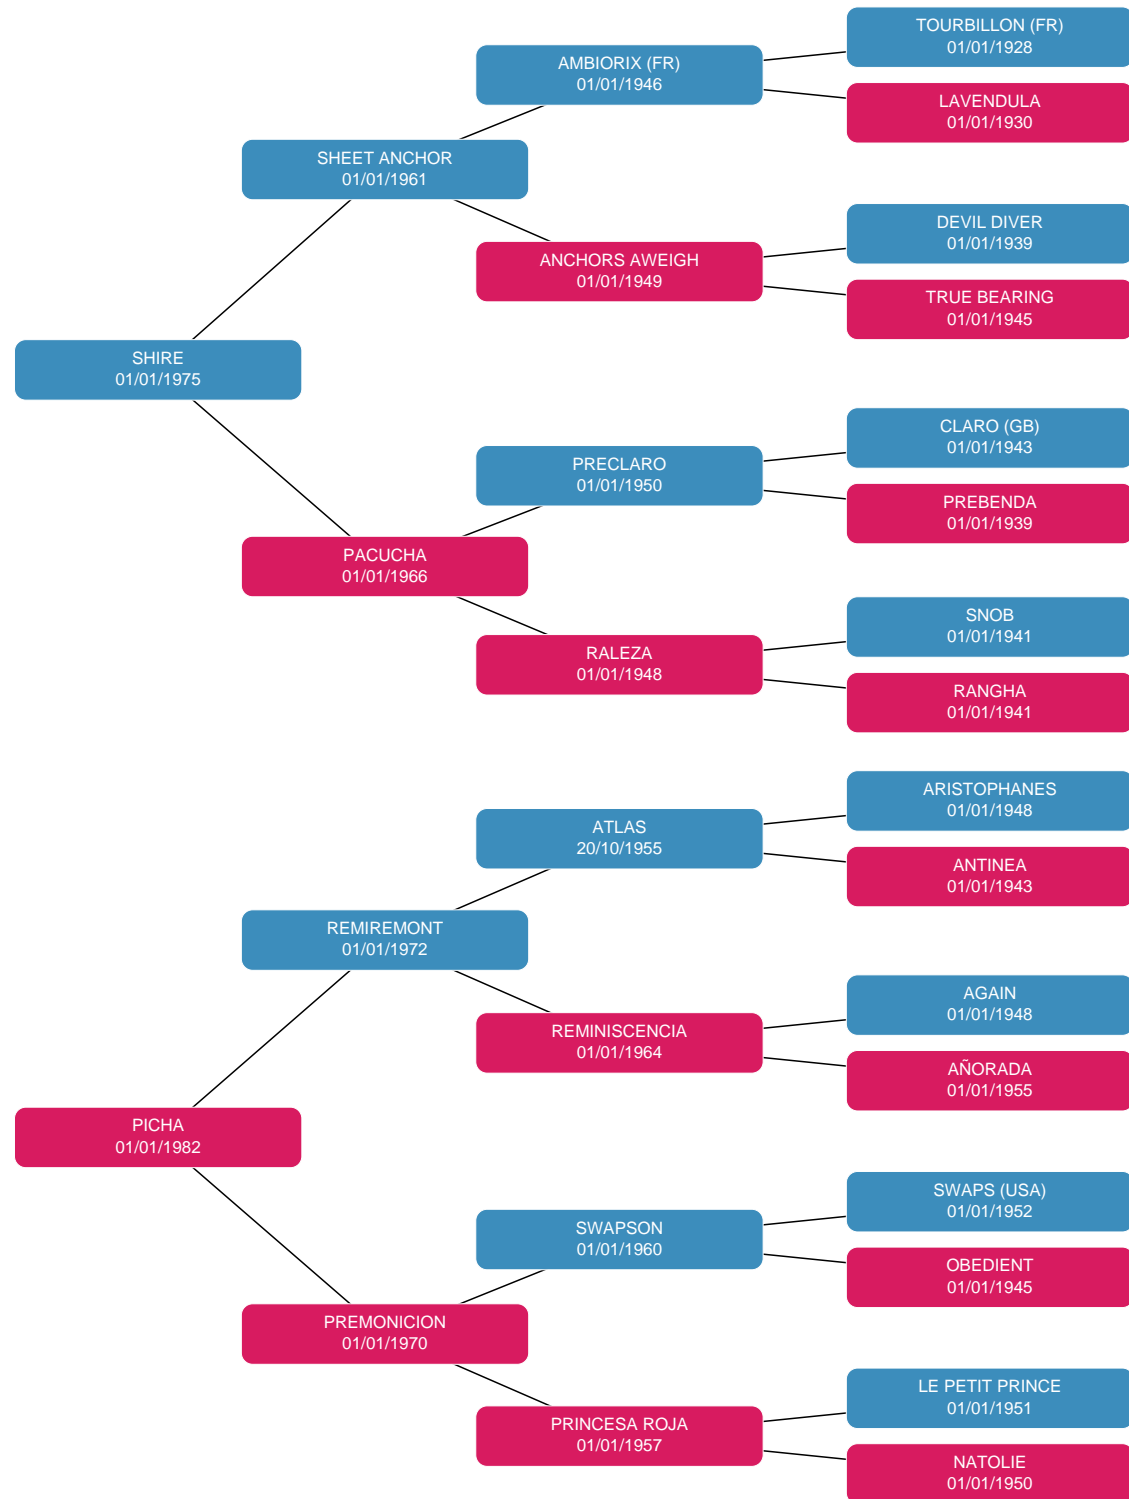 TOURBILLON (FR)
01/01/1928
AMBIORIX (FR)
01/01/1946
LAVENDULA
01/01/1930
SHEET ANCHOR
01/01/1961
DEVIL DIVER
01/01/1939
ANCHORS AWEIGH
01/01/1949
TRUE BEARING
01/01/1945
SHIRE
01/01/1975
CLARO (GB)
01/01/1943
PRECLARO
01/01/1950
PREBENDA
01/01/1939
PACUCHA
01/01/1966
SNOB
01/01/1941
RALEZA
01/01/1948
RANGHA
01/01/1941
ARISTOPHANES
01/01/1948
ATLAS
20/10/1955
ANTINEA
01/01/1943
REMIREMONT
01/01/1972
AGAIN
01/01/1948
REMINISCENCIA
01/01/1964
AÑORADA
01/01/1955
PICHA
01/01/1982
SWAPS (USA)
01/01/1952
SWAPSON
01/01/1960
OBEDIENT
01/01/1945
PREMONICION
01/01/1970
LE PETIT PRINCE
01/01/1951
PRINCESA ROJA
01/01/1957
NATOLIE
01/01/1950